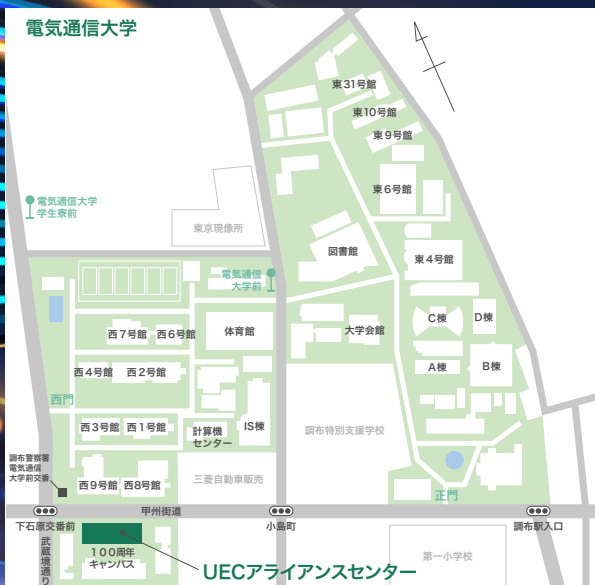 電気通信大学
東31号館
東10号館
東9号館
東6号館
電気通信大学
学生寮前
東京現像所
図書館
東4号館
電気通信
大学前
C棟
D棟
西7号館
西6号館
体育館
大学会館
A棟
B棟
西4号館
西2号館
西門
西3号館
西1号館
計算機
センター
IS棟
調布特別支援学校
調布警察署
電気通信
大学前交番
三菱自動車販売
西9号館
西8号館
正門
甲州街道
下石原交番前
小島町
調布駅入口
武蔵境通り
100周年
キャンパス
第一小学校
UECアライアンスセンター